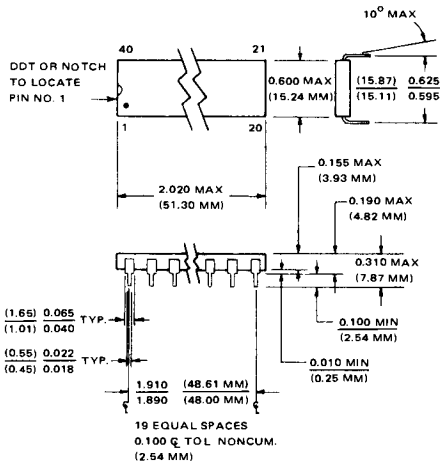 10° MAX
40 21
DDT OR NOTCH
TO LOCATE
PIN NO. 1
0.600 MAX
(15.24 MM)
(15.87) 0.625
(15.11) 0.595
1 20
2.020 MAX
(51.30 MM)
0.155 MAX
(3.93 MM)
0.190 MAX
(4.82 MM)
0.310 MAX
(7.87 MM)
(1.65) 0.065
(1.01) 0.040
TYP.
0.100 MIN
(2.54 MM)
(0.55) 0.022
(0.45) 0.018
TYP.
0.010 MIN
(0.25 MM)
1.910 (48.61 MM)
1.890 (48.00 MM)
℄ ℄
19 EQUAL SPACES
0.100 ℄ TOL NONCUM.
(2.54 MM)